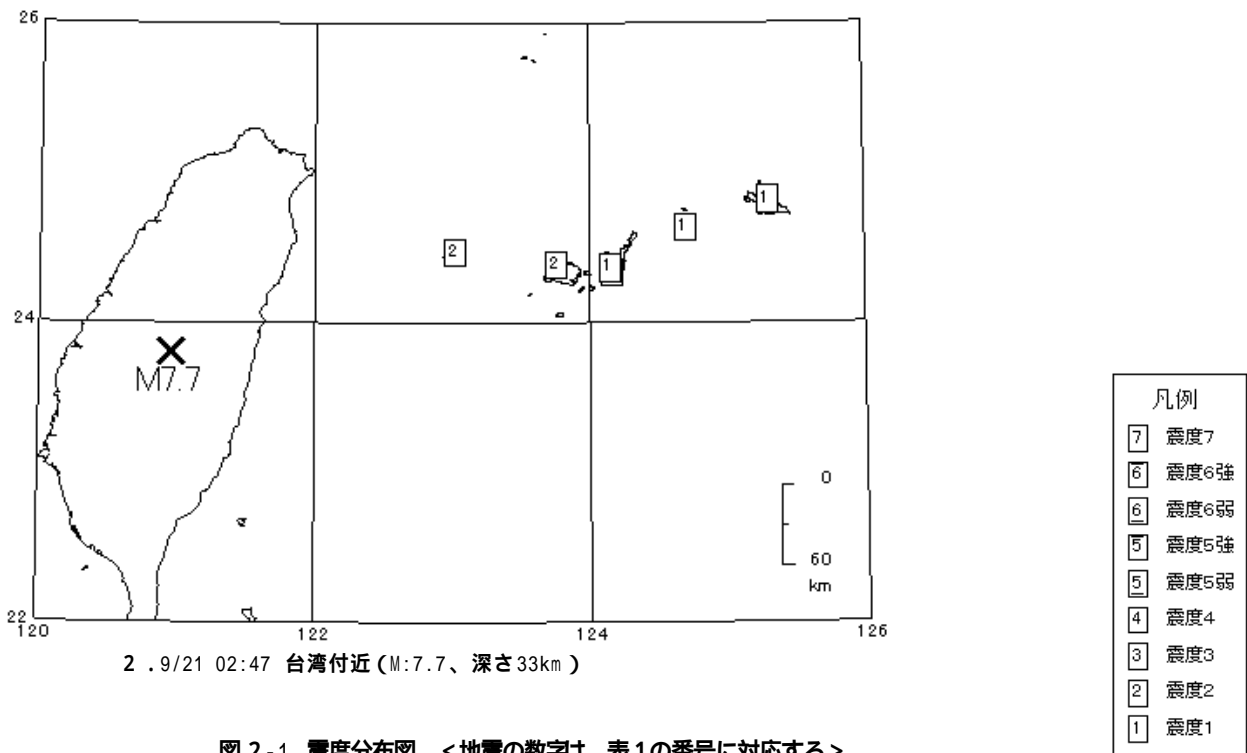 26
2
2
1
1
1
24
M7.7
0
60
km
22
120
122
124
126
2 .9/21 02:47 台湾付近(M:7.7、深さ33km)
図 2-1 震度分布図 <地震の数字は、表1の番号に対応する>
凡例
7 震度7
6 震度6強
6 震度6弱
5 震度5強
5 震度5弱
4 震度4
3 震度3
2 震度2
1 震度1